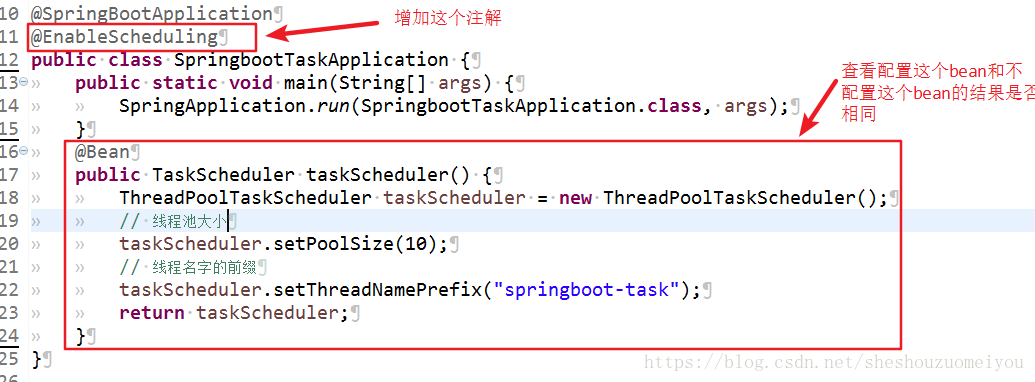 10 @SpringBootApplication¶
增加这个注解
11 @EnableScheduling¶
12 public class SpringbootTaskApplication {¶
13 » public static void main(String[] args) {¶
14 » » SpringApplication.run(SpringbootTaskApplication.class, args);¶
15 » }¶
查看配置这个bean和不
配置这个bean的结果是否
相同
16 » @Bean¶
17 » public TaskScheduler taskScheduler() {¶
18 » » ThreadPoolTaskScheduler taskScheduler = new ThreadPoolTaskScheduler();¶
19 » » // 线程池大小¶
20 » » taskScheduler.setPoolSize(10);¶
21 » » // 线程名字的前缀¶
22 » » taskScheduler.setThreadNamePrefix("springboot-task");¶
23 » » return taskScheduler;¶
24 » }¶
25 }¶
26
https://blog.csdn.net/sheshouzuomeiyou